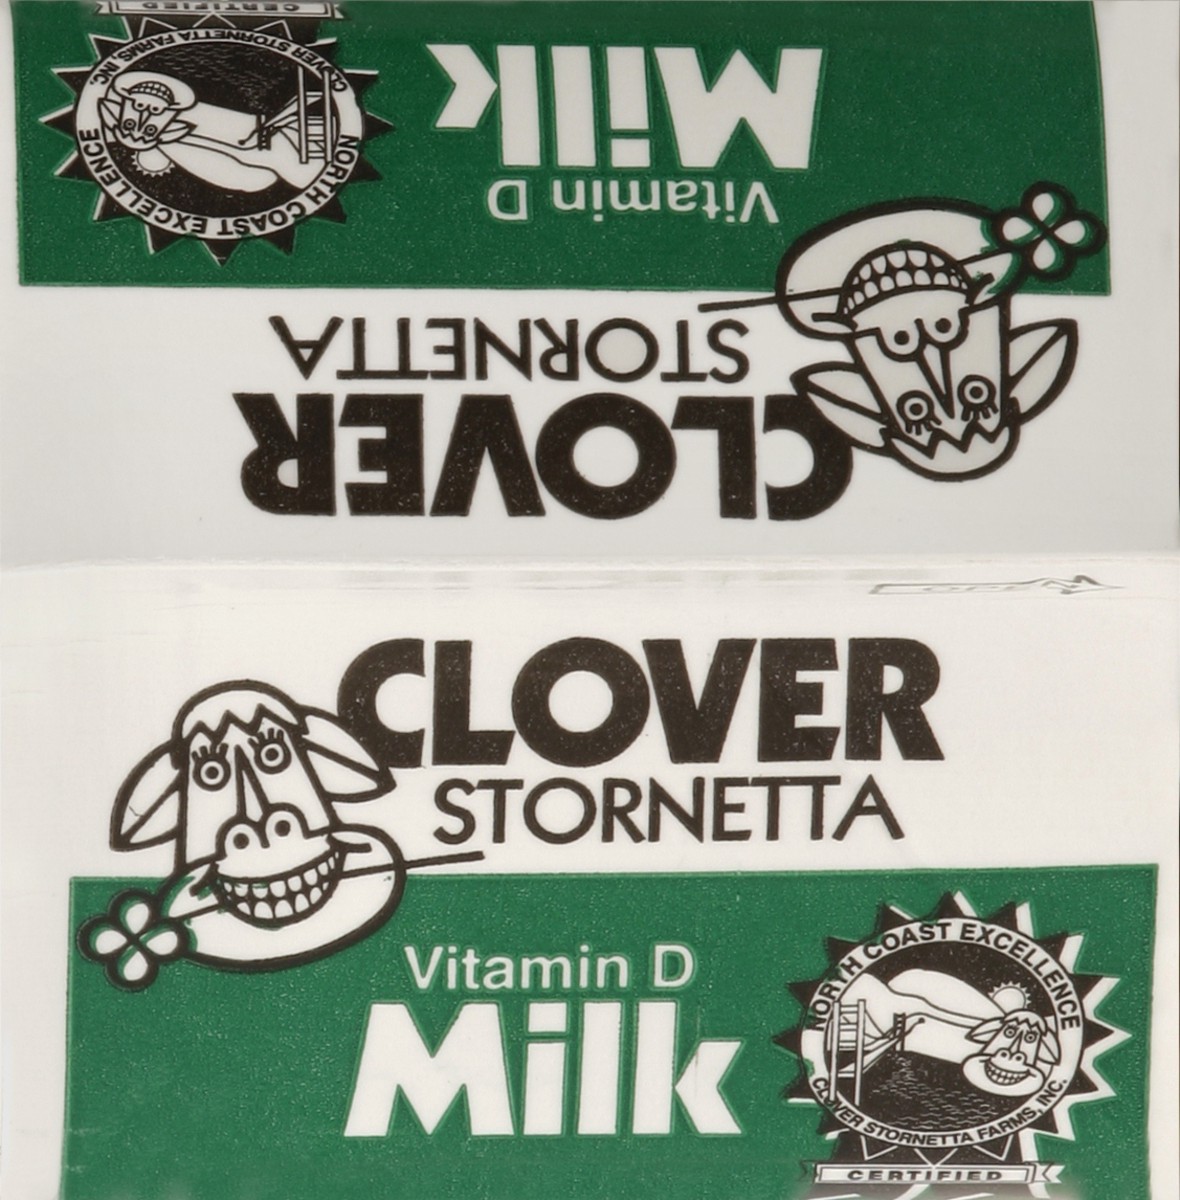 CERTIFIED
CLOVER STORNETTA FARMS, INC.
NORTH COAST EXCELLENCE
Milk
Vitamin D
STORNETTA
CLOVER
OPEN
CLOVER
STORNETTA
Vitamin D
Milk
NORTH COAST EXCELLENCE
CLOVER STORNETTA FARMS, INC.
CERTIFIED